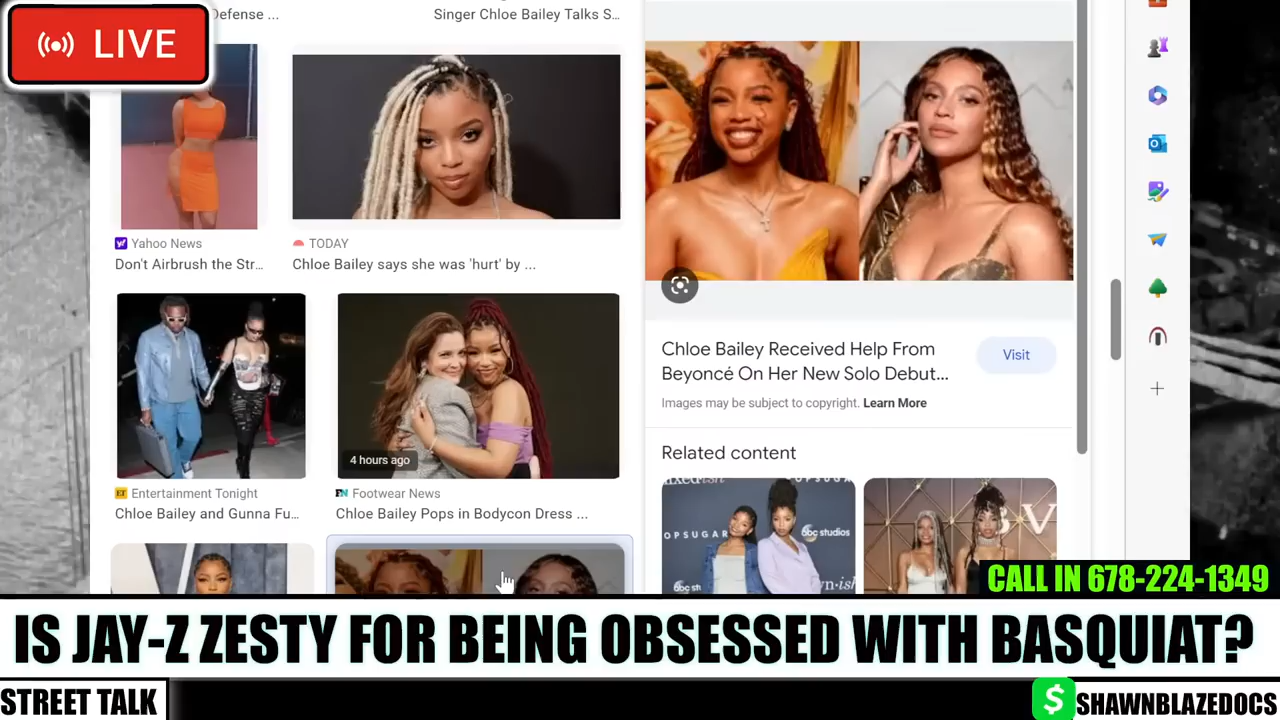 Defense ...
Singer Chloe Bailey Talks S...
LIVE
Yahoo News
Don't Airbrush the Str...
TODAY
Chloe Bailey says she was 'hurt' by ...
Chloe Bailey Received Help From
Beyoncé On Her New Solo Debut...
Visit
Images may be subject to copyright. Learn More
Related content
4 hours ago
Entertainment Tonight
Chloe Bailey and Gunna Fu...
FN Footwear News
Chloe Bailey Pops in Bodycon Dress ...
OPSUGAR
abc studios
CALL IN 678-224-1349
IS JAY-Z ZESTY FOR BEING OBSESSED WITH BASQUIAT?
STREET TALK
$ SHAWNBLAZEDOCS